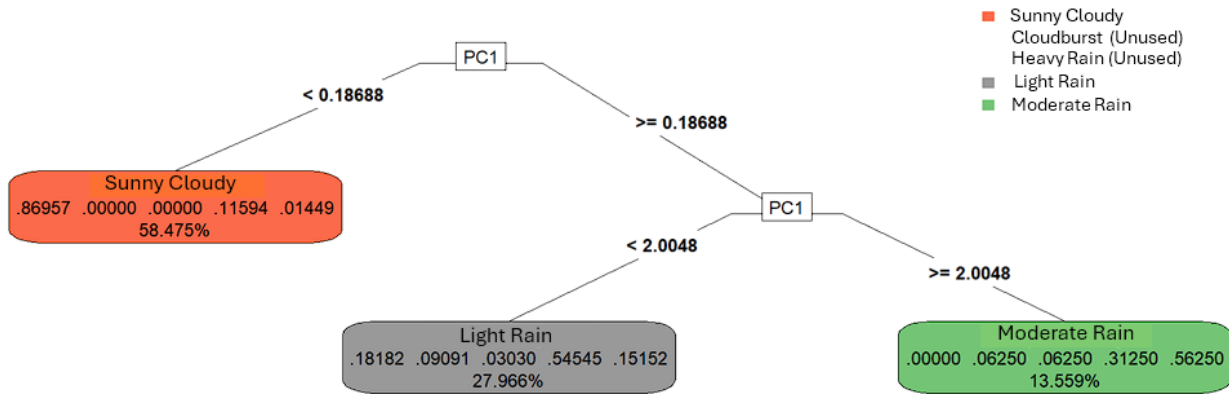 Sunny Cloudy
Cloudburst (Unused)
Heavy Rain (Unused)
Light Rain
Moderate Rain
PC1
< 0.18688
>= 0.18688
Sunny Cloudy
.86957 .00000 .00000 .11594 .01449
58.475%
PC1
< 2.0048
>= 2.0048
Light Rain
.18182 .09091 .03030 .54545 .15152
27.966%
Moderate Rain
.00000 .06250 .06250 .31250 .56250
13.559%